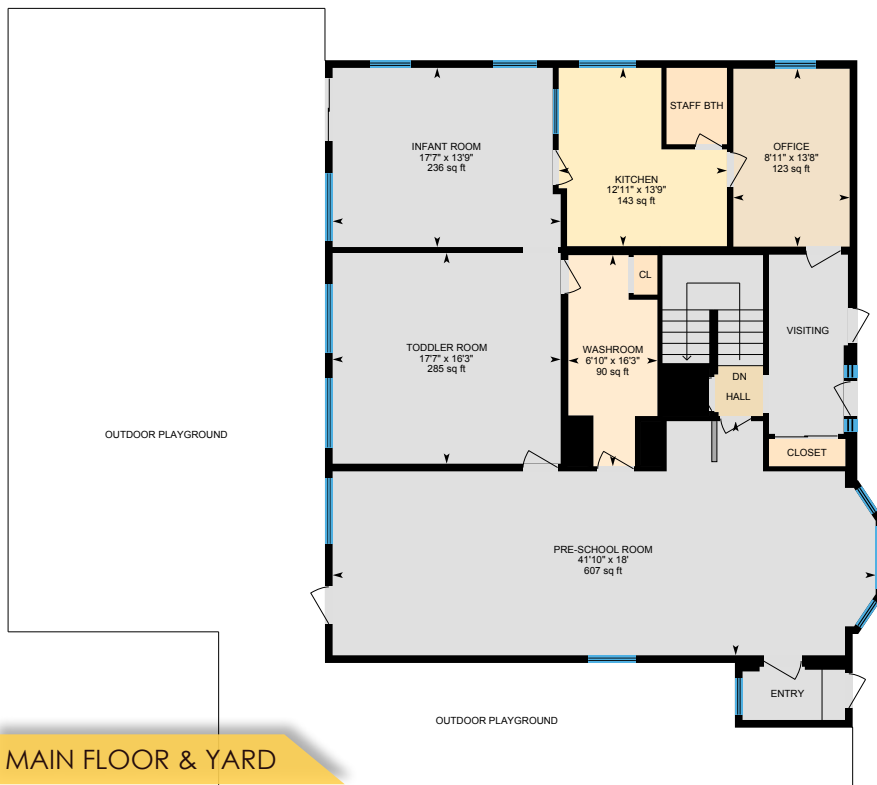 INFANT ROOM
17'7" x 13'9"
236 sq ft
KITCHEN
12'11" x 13'9"
143 sq ft
STAFF BTH
OFFICE
8'11" x 13'8"
123 sq ft
TODDLER ROOM
17'7" x 16'3"
285 sq ft
CL
WASHROOM
6'10" x 16'3"
90 sq ft
DN
HALL
VISITING
CLOSET
OUTDOOR PLAYGROUND
PRE-SCHOOL ROOM
41'10" x 18'
607 sq ft
ENTRY
OUTDOOR PLAYGROUND
MAIN FLOOR & YARD